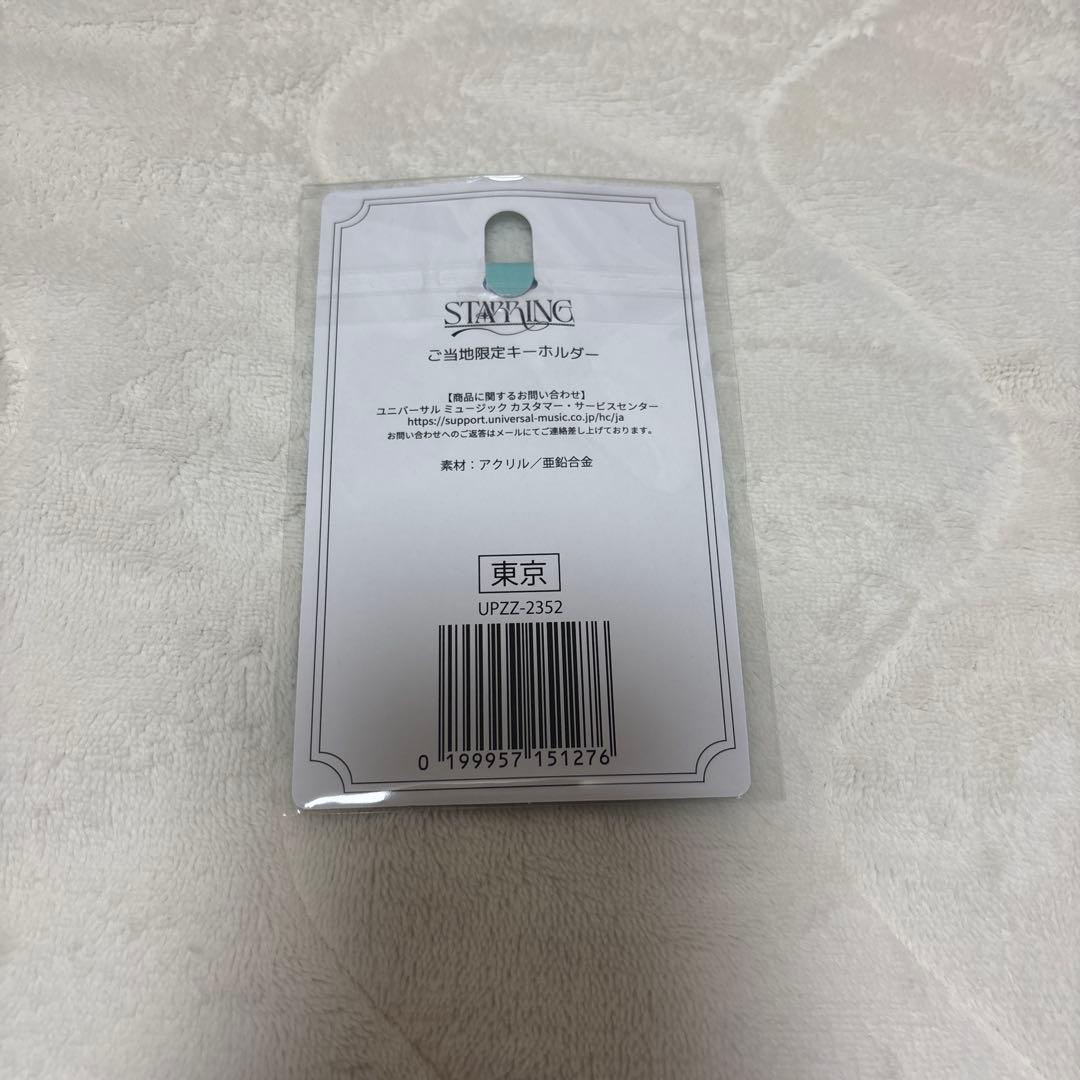 STARRING
ご当地限定キーホルダー
【商品に関するお問い合わせ】
ユニバーサル ミュージック カスタマー・サービスセンター
https://support.universal-music.co.jp/hc/ja
お問い合わせへのご返答はメールにてご連絡差し上げております。
素材：アクリル／亜鉛合金
東京
UPZZ-2352
0 199957 151276